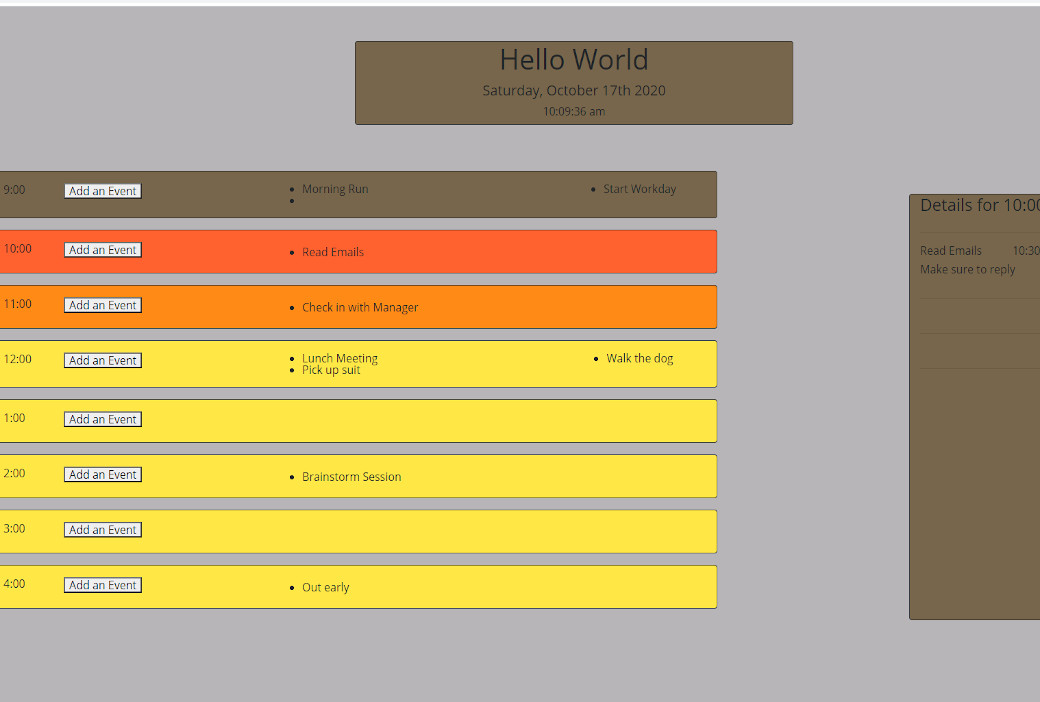 Hello World
Saturday, October 17th 2020
10:09:36 am
9:00 Add an Event Morning Run Start Workday
10:00 Add an Event Read Emails
11:00 Add an Event Check in with Manager
12:00 Add an Event Lunch Meeting Walk the dog
Pick up suit
1:00 Add an Event
2:00 Add an Event Brainstorm Session
3:00 Add an Event
4:00 Add an Event Out early
Details for 10:00
Read Emails 10:30
Make sure to reply